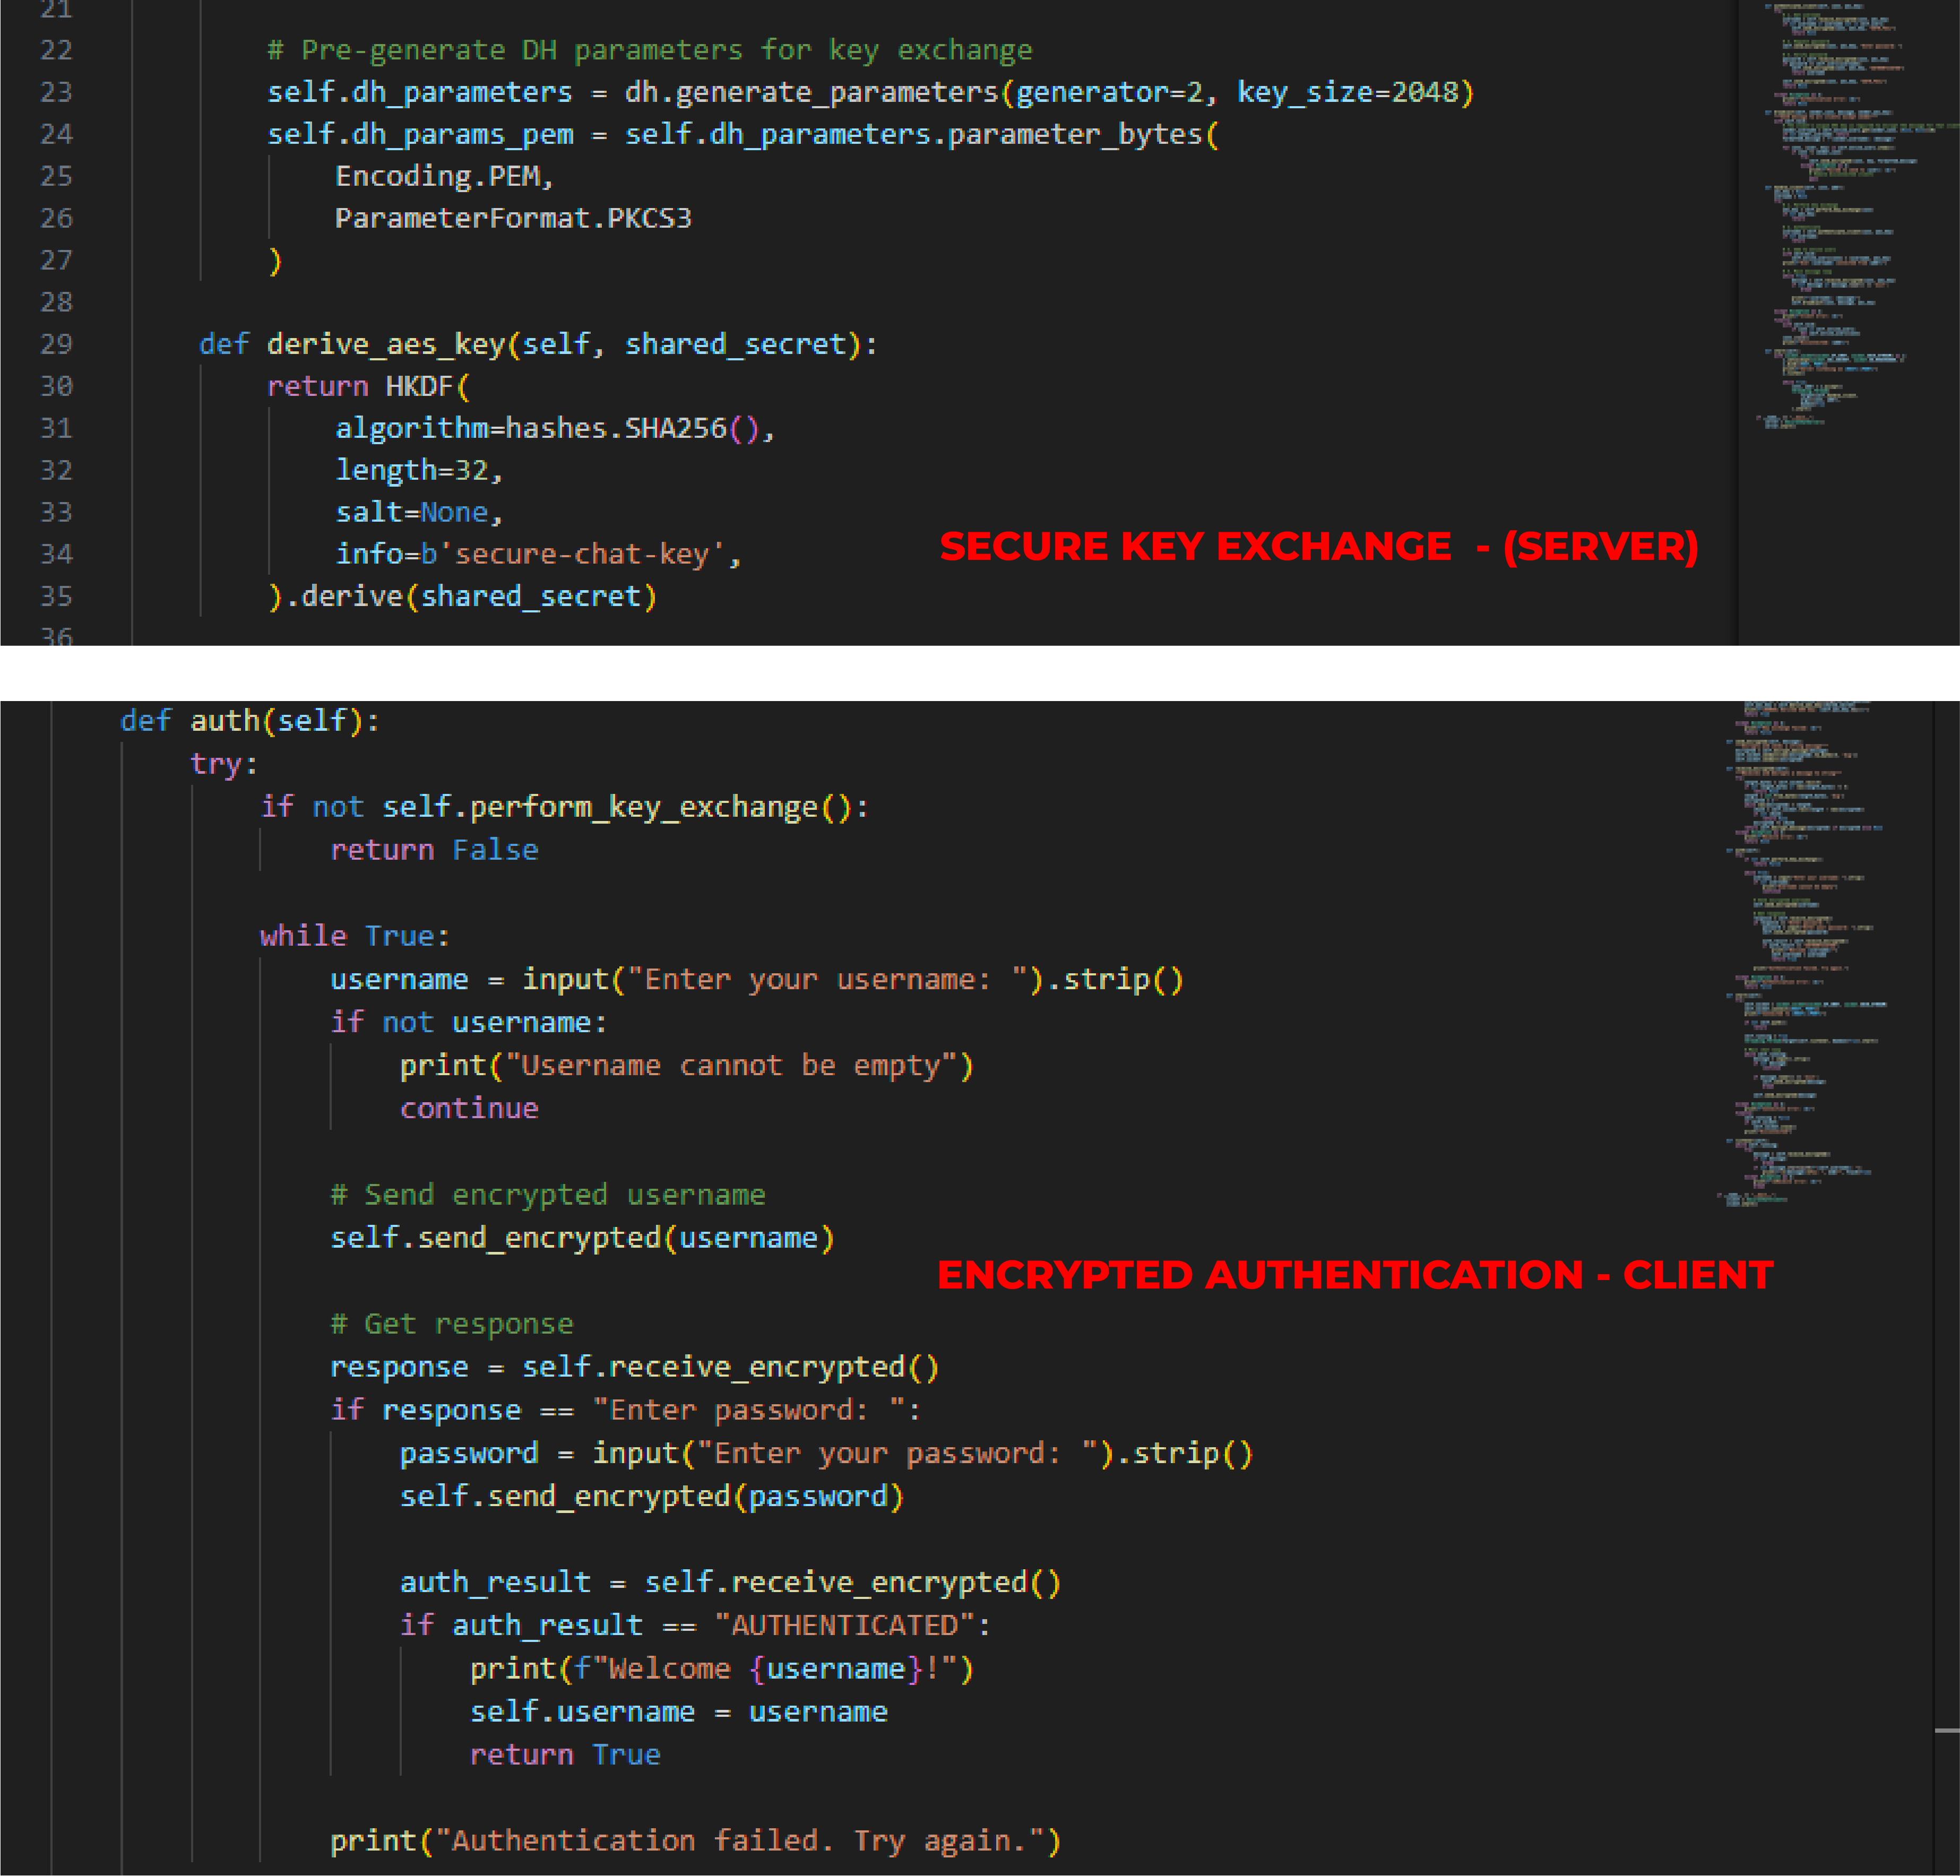 21
22 # Pre-generate DH parameters for key exchange
23 self.dh_parameters = dh.generate_parameters(generator=2, key_size=2048)
24 self.dh_params_pem = self.dh_parameters.parameter_bytes(
25 Encoding.PEM,
26 ParameterFormat.PKCS3
27 )
28
29 def derive_aes_key(self, shared_secret):
30 return HKDF(
31 algorithm=hashes.SHA256(),
32 length=32,
33 salt=None,
34 info=b'secure-chat-key',
SECURE KEY EXCHANGE - (SERVER)
35 ).derive(shared_secret)
36
def auth(self):
try:
if not self.perform_key_exchange():
return False
while True:
username = input("Enter your username: ").strip()
if not username:
print("Username cannot be empty")
continue
# Send encrypted username
self.send_encrypted(username)
ENCRYPTED AUTHENTICATION - CLIENT
# Get response
response = self.receive_encrypted()
if response == "Enter password: ":
password = input("Enter your password: ").strip()
self.send_encrypted(password)
auth_result = self.receive_encrypted()
if auth_result == "AUTHENTICATED":
print(f"Welcome {username}!")
self.username = username
return True
print("Authentication failed. Try again.")